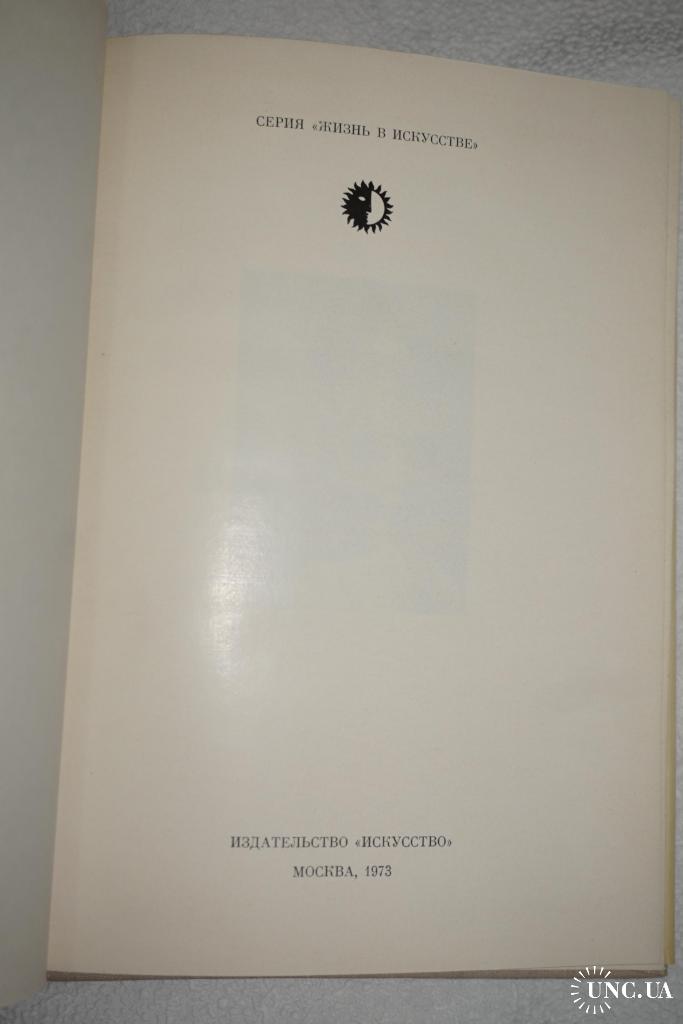 СЕРИЯ «ЖИЗНЬ В ИСКУССТВЕ»
ИЗДАТЕЛЬСТВО «ИСКУССТВО»
МОСКВА, 1973
UNC.UA